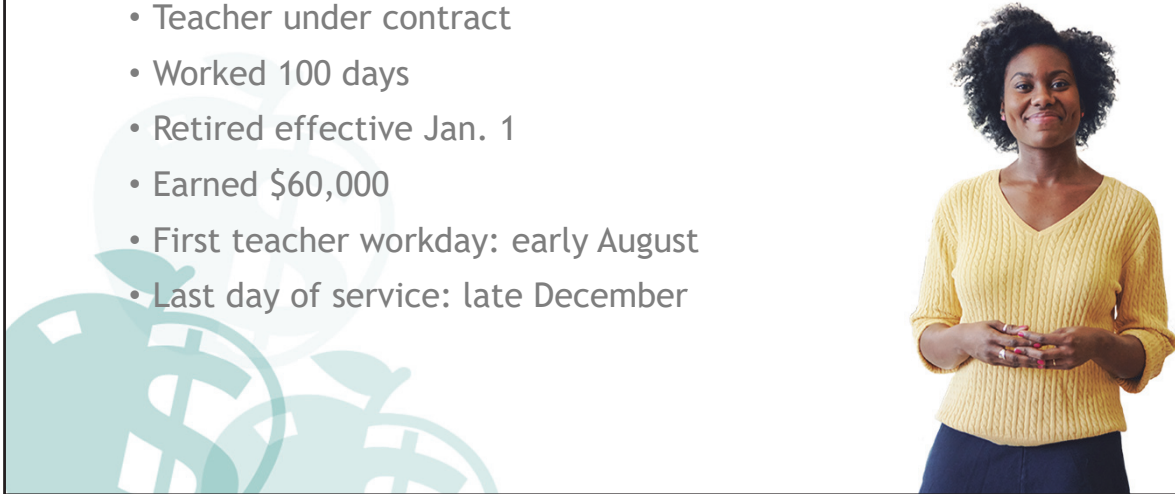 • Teacher under contract
• Worked 100 days
• Retired effective Jan. 1
• Earned $60,000
• First teacher workday: early August
• Last day of service: late December